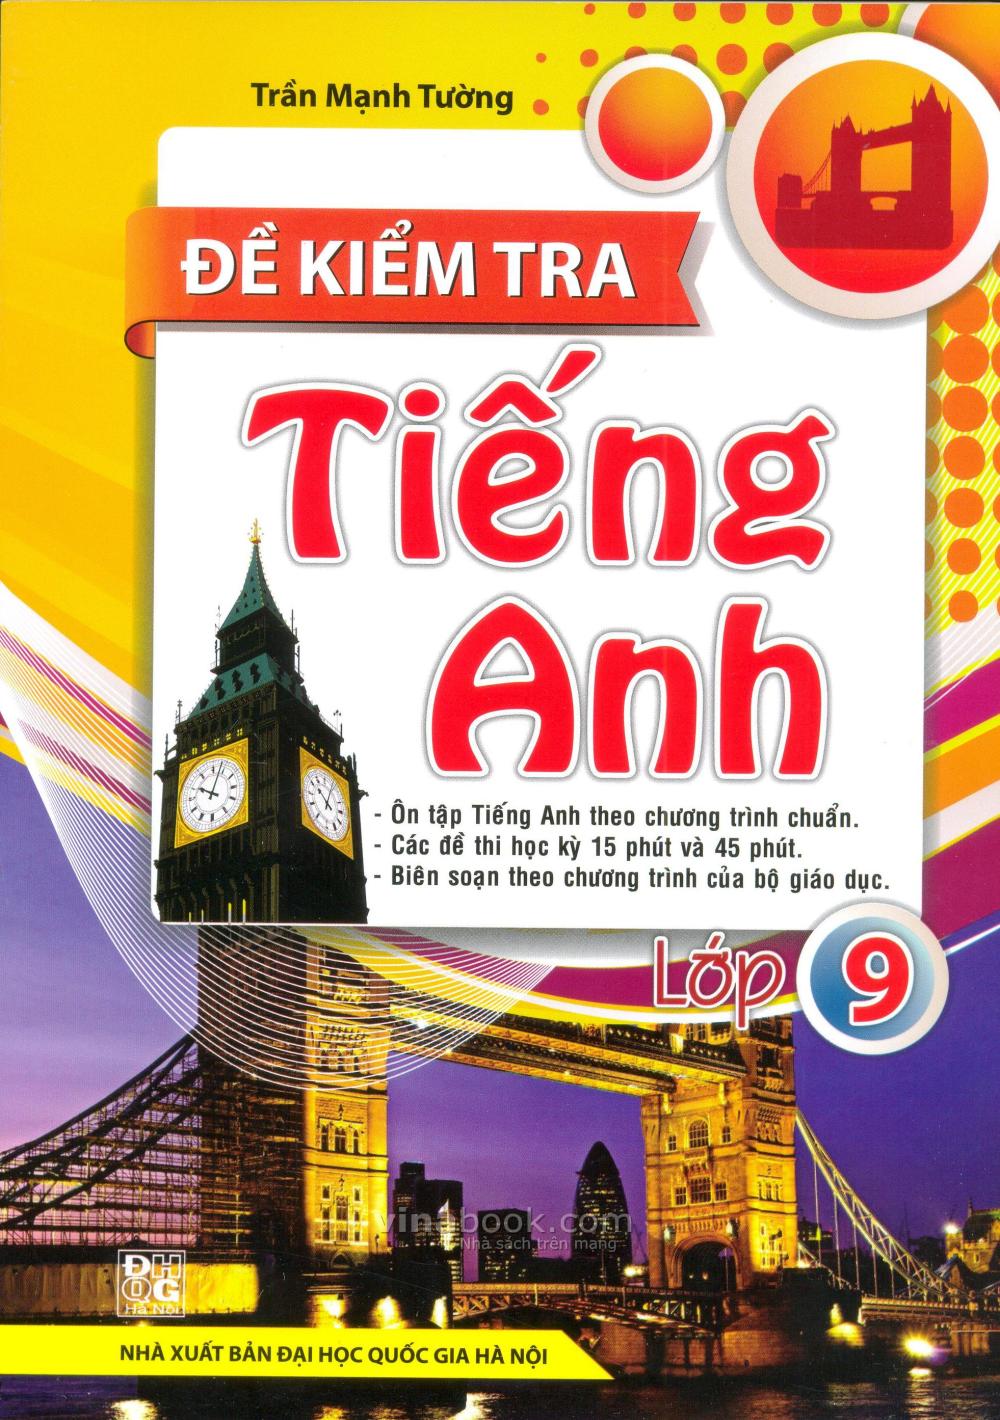 Trần Mạnh Tường
ĐỀ KIỂM TRA
Tiếng
Anh
- Ôn tập Tiếng Anh theo chương trình chuẩn.
- Các đề thi học kỳ 15 phút và 45 phút.
- Biên soạn theo chương trình của bộ giáo dục.
Lớp 9
vinabook.com
Nhà sách trên mạng
ĐH
QG
Hà Nội
NHÀ XUẤT BẢN ĐẠI HỌC QUỐC GIA HÀ NỘI